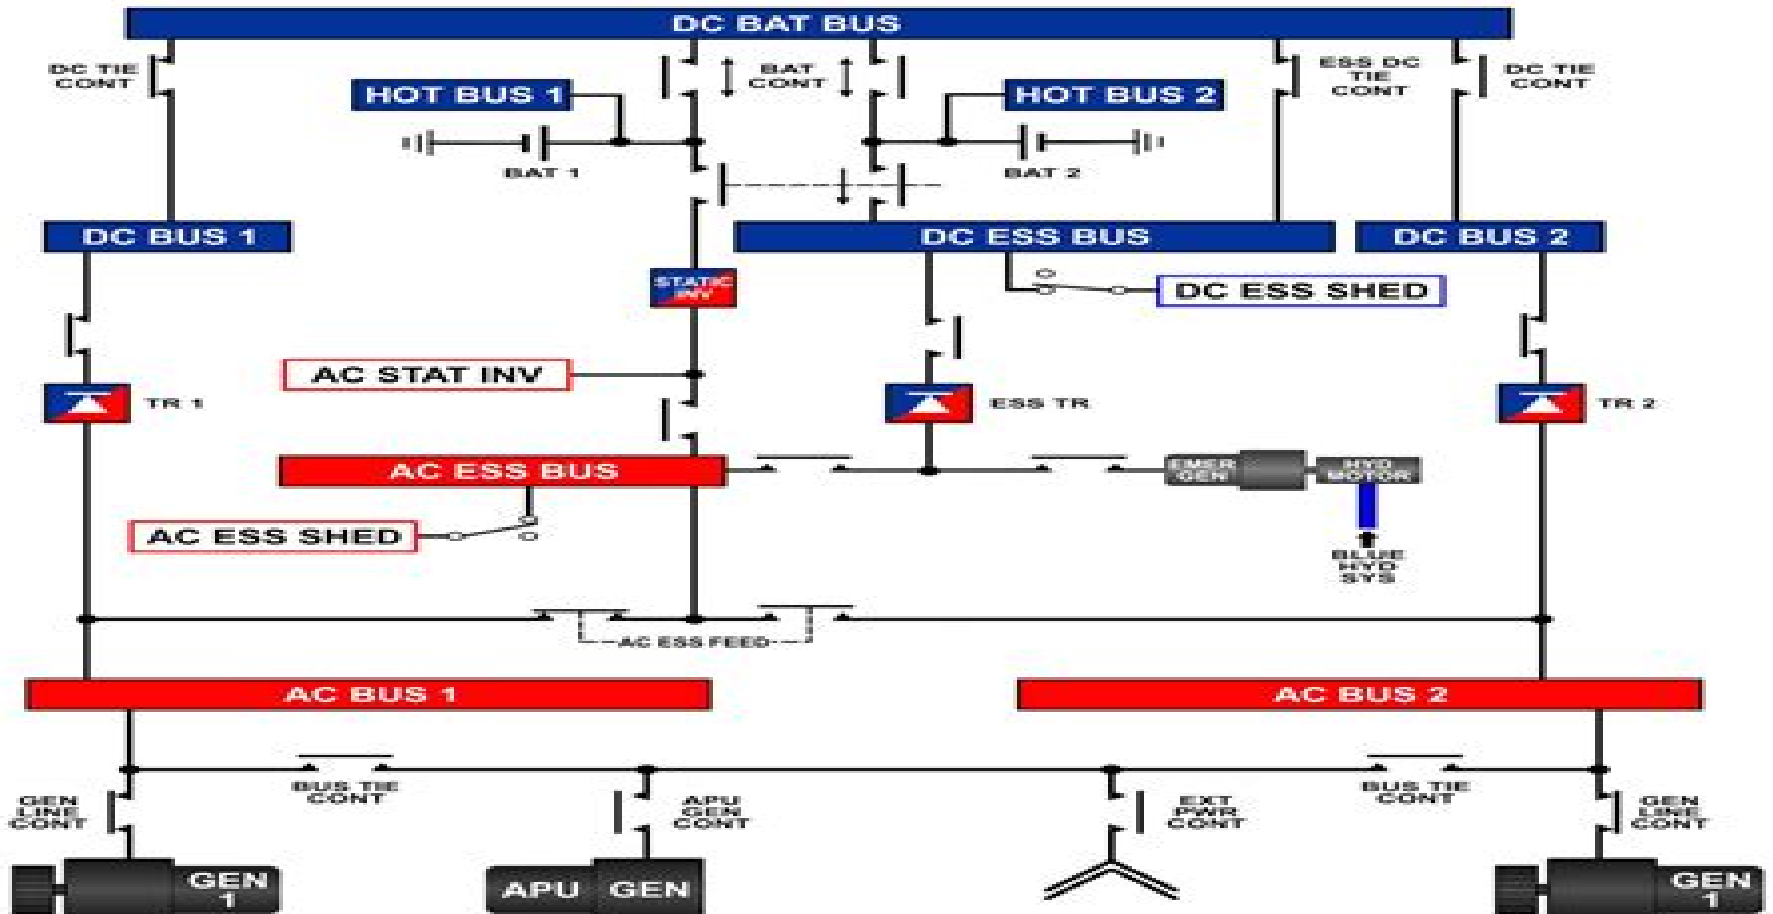 DC BAT BUS
DC TIE
CONT
BAT
CONT
ESS DC
TIE
CONT
DC TIE
CONT
HOT BUS 1
HOT BUS 2
BAT 1
BAT 2
DC BUS 1
DC ESS BUS
DC BUS 2
STATIC
INV
DC ESS SHED
AC STAT INV
TR 1
ESS TR
TR 2
AC ESS BUS
EMER
GEN
HYD
MOTOR
AC ESS SHED
BLUE
HYD
SYS
AC ESS FEED
AC BUS 1
AC BUS 2
BUS TIE
CONT
BUS TIE
CONT
GEN
LINE
CONT
APU
GEN
CONT
EXT
PWR
CONT
GEN
LINE
CONT
GEN
1
APU GEN
GEN
1